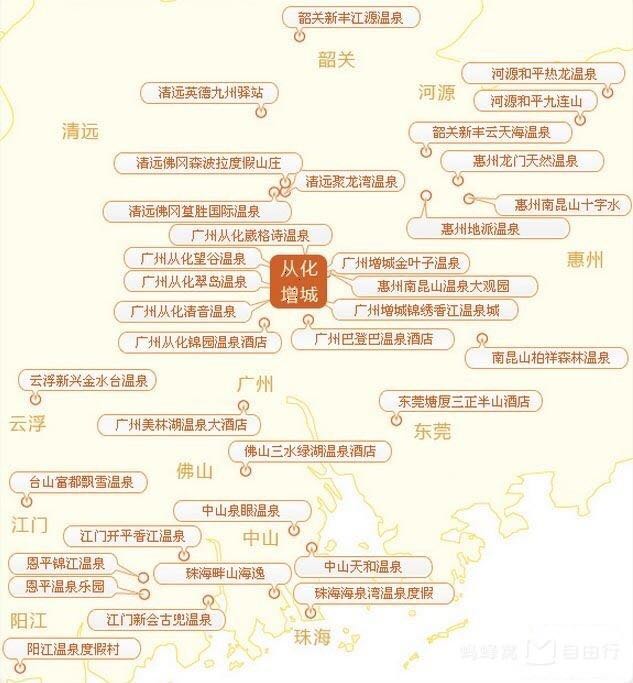 韶关新丰江源温泉
韶关
河源和平热龙温泉
清远英德九州驿站
河源
河源和平九连山
清远
韶关新丰云天海温泉
清远佛冈森波拉度假山庄
惠州龙门天然温泉
清远聚龙湾温泉
清远佛冈篁胜国际温泉
惠州南昆山十字水
惠州地派温泉
广州从化崴格诗温泉
广州从化望谷温泉
从化
增城
广州增城金叶子温泉
惠州
广州从化翠岛温泉
惠州南昆山温泉大观园
广州从化清音温泉
广州增城锦绣香江温泉城
广州从化锦园温泉酒店
广州巴登巴温泉酒店
南昆山柏祥森林温泉
云浮新兴金水台温泉
广州
东莞塘厦三正半山酒店
云浮
广州美林湖温泉大酒店
东莞
佛山三水绿湖温泉酒店
佛山
台山富都飘雪温泉
中山泉眼温泉
江门
江门开平香江温泉
中山
恩平锦江温泉
中山天和温泉
珠海畔山海逸
恩平温泉乐园
珠海海泉湾温泉度假
阳江
江门新会古兜温泉
珠海
阳江温泉度假村
蚂蜂窝 自由行